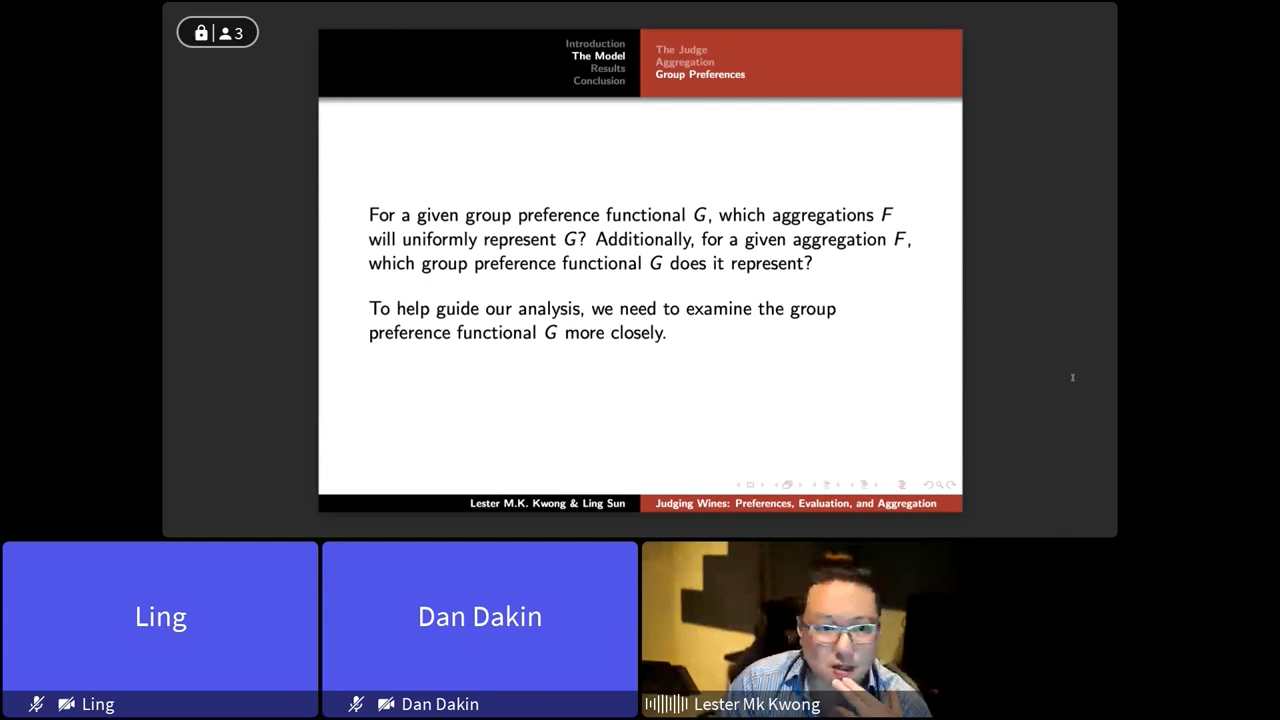 3
Introduction
The Model
Results
Conclusion
The Judge
Aggregation
Group Preferences
For a given group preference functional G, which aggregations F
will uniformly represent G? Additionally, for a given aggregation F,
which group preference functional G does it represent?
To help guide our analysis, we need to examine the group
preference functional G more closely.
Lester M.K. Kwong & Ling Sun
Judging Wines: Preferences, Evaluation, and Aggregation
Ling
Dan Dakin
Ling
Dan Dakin
Lester Mk Kwong